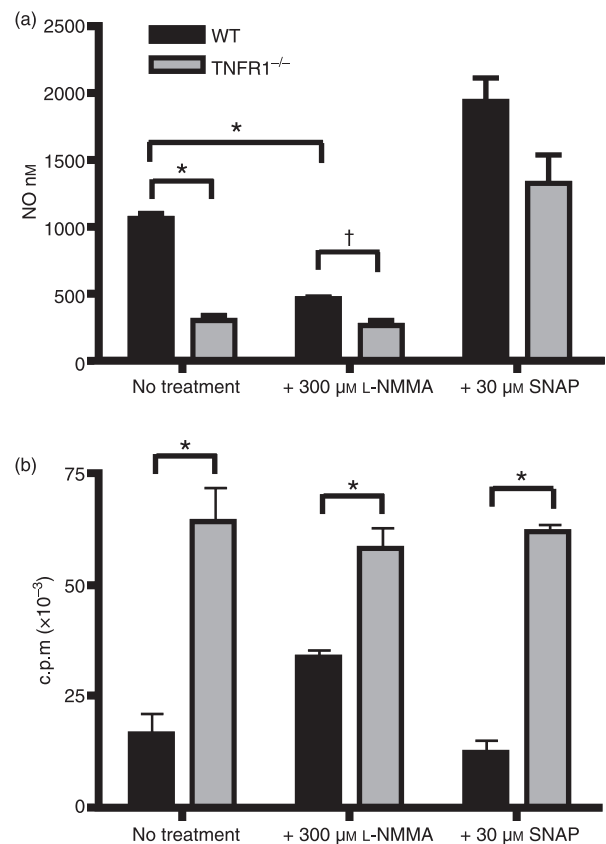 (a)
2500
2000
1500
1000
500
0
NO nM
WT
TNFR1⁻/⁻
*
*
†
No treatment
+ 300 µM L-NMMA
+ 30 µM SNAP
(b)
75
50
25
0
c.p.m (×10⁻³)
*
*
*
No treatment
+ 300 µM L-NMMA
+ 30 µM SNAP